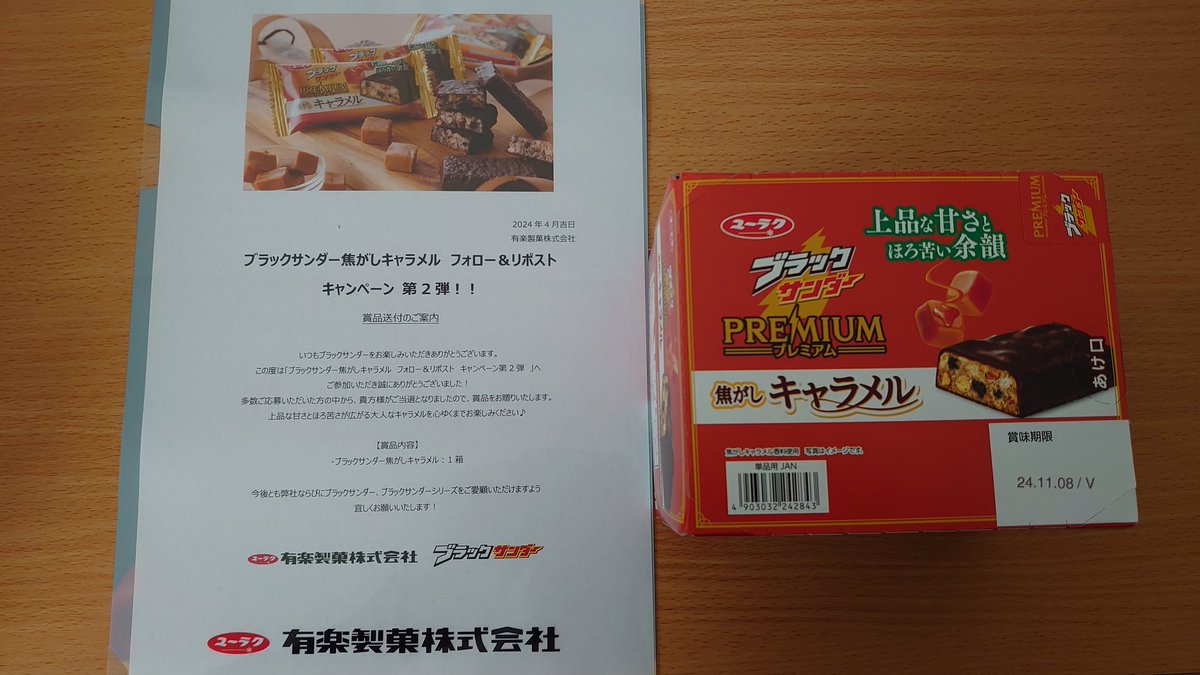 ブラックサンダー
PREMIUM
焦がしキャラメル
2024年4月吉日
有楽製菓株式会社
ブラックサンダー焦がしキャラメル フォロー＆リポスト
キャンペーン 第2弾！！
賞品送付のご案内
いつもブラックサンダーをお楽しみいただきありがとうございます。
この度は「ブラックサンダー焦がしキャラメル フォロー＆リポスト キャンペーン第2弾 」へ
ご参加いただき誠にありがとうございました！
多数ご応募いただいた方の中から、貴方様がご当選となりましたので、賞品をお贈りいたします。
上品な甘さとほろ苦さが広がる大人なキャラメルを心ゆくまでお楽しみください♪
【賞品内容】
・ブラックサンダー焦がしキャラメル：1箱
今後とも弊社ならびにブラックサンダー、ブラックサンダーシリーズをご愛顧いただけますよう
宜しくお願いいたします！
ユーラク 有楽製菓株式会社 ブラックサンダー
ユーラク 有楽製菓株式会社
ユーラク
上品な甘さと
ほろ苦い余韻
ブラック
サンダー
PREMIUM
プレミアム
焦がしキャラメル
PREMIUM
プレミアム
ブラック
サンダー
あけ口
焦がしキャラメル香料使用 写真はイメージです。
単品用 JAN
4 903032 242843
賞味期限
24.11.08 / V